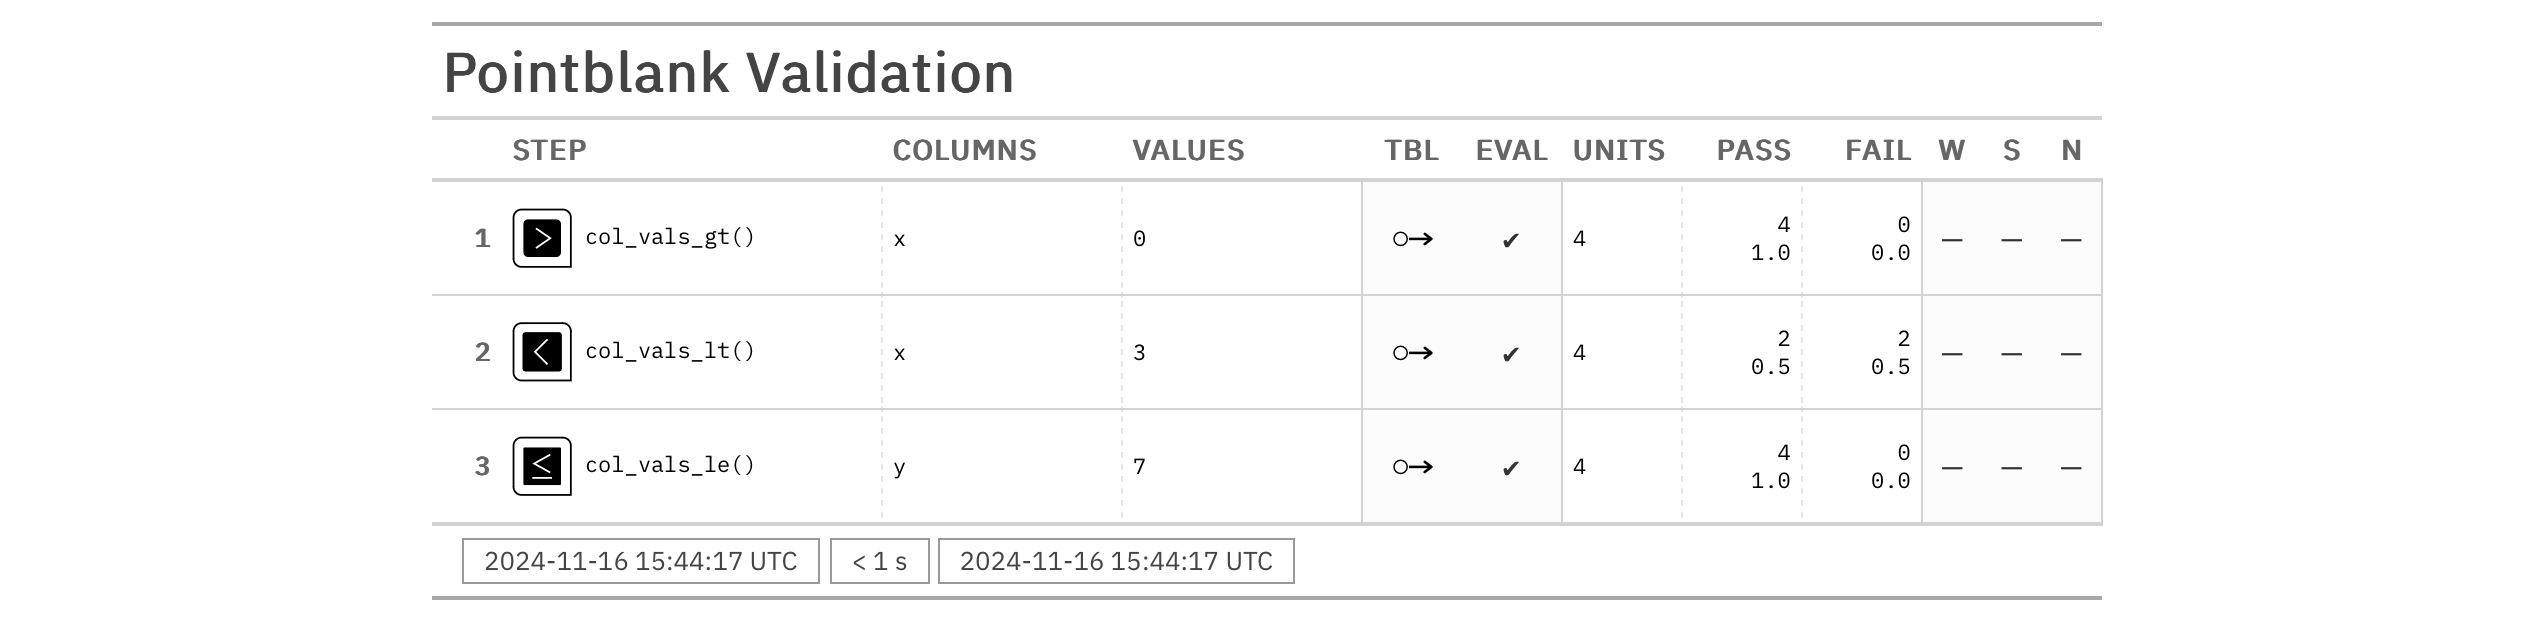 Pointblank Validation
STEP COLUMNS VALUES TBL EVAL UNITS PASS FAIL W S N
1 > col_vals_gt() x 0 ○→ ✔ 4 4 0 — — —
1.0 0.0
2 < col_vals_lt() x 3 ○→ ✔ 4 2 2 — — —
0.5 0.5
3 ≤ col_vals_le() y 7 ○→ ✔ 4 4 0 — — —
1.0 0.0
2024-11-16 15:44:17 UTC < 1 s 2024-11-16 15:44:17 UTC